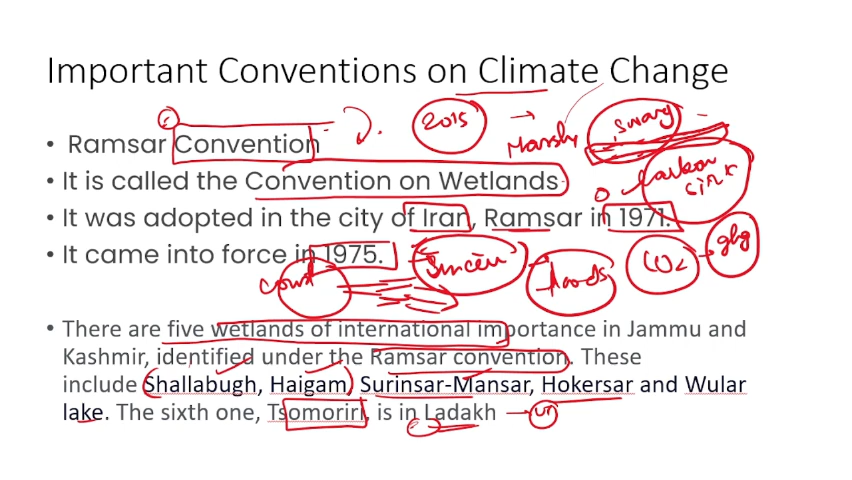 Important Conventions on Climate Change
2015 → Marshy
• Ramsar Convention
carbon sink
• It is called the Convention on Wetlands
• It was adopted in the city of Iran, Ramsar in 1971.
• It came into force in 1975.
floods CO2 → ghg
• There are five wetlands of international importance in Jammu and
Kashmir, identified under the Ramsar convention. These
include Shallabugh, Haigam, Surinsar-Mansar, Hokersar and Wular
lake. The sixth one, Tsomoriri, is in Ladakh → UT